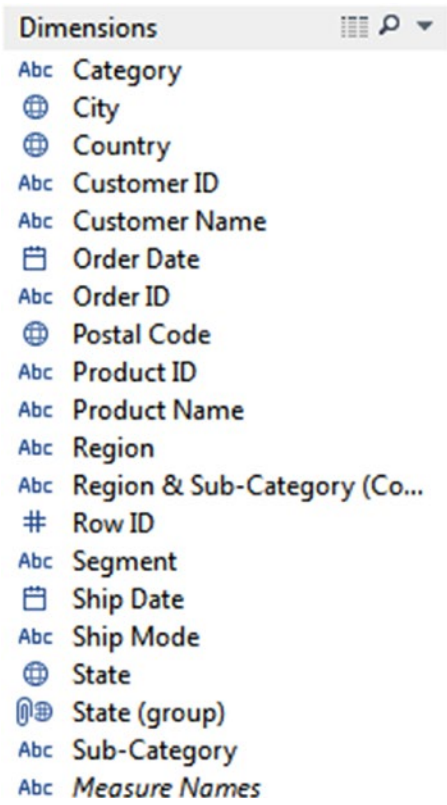 Dimensions
Abc Category
City
Country
Abc Customer ID
Abc Customer Name
Order Date
Abc Order ID
Postal Code
Abc Product ID
Abc Product Name
Abc Region
Abc Region & Sub-Category (Co...
# Row ID
Abc Segment
Ship Date
Abc Ship Mode
State
State (group)
Abc Sub-Category
Abc Measure Names